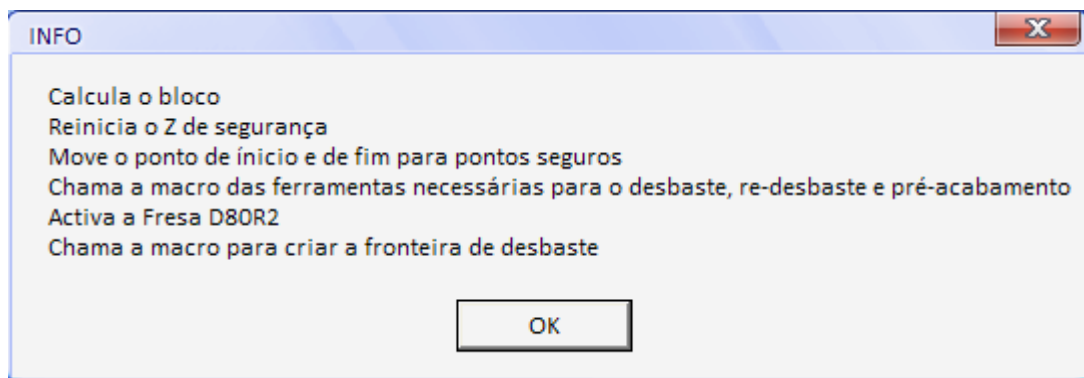 INFO
Calcula o bloco
Reinicia o Z de segurança
Move o ponto de ínicio e de fim para pontos seguros
Chama a macro das ferramentas necessárias para o desbaste, re-desbaste e pré-acabamento
Activa a Fresa D80R2
Chama a macro para criar a fronteira de desbaste
OK